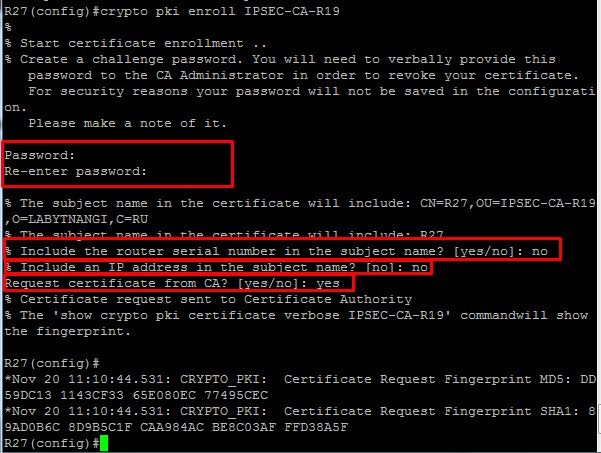 R27(config)#crypto pki enroll IPSEC-CA-R19
%
% Start certificate enrollment ..
% Create a challenge password. You will need to verbally provide this
password to the CA Administrator in order to revoke your certificate.
For security reasons your password will not be saved in the configurati
on.
Please make a note of it.
Password:
Re-enter password:
% The subject name in the certificate will include: CN=R27,OU=IPSEC-CA-R19
,O=LABYTNANGI,C=RU
% The subject name in the certificate will include: R27
% Include the router serial number in the subject name? [yes/no]: no
% Include an IP address in the subject name? [no]: no
Request certificate from CA? [yes/no]: yes
% Certificate request sent to Certificate Authority
% The 'show crypto pki certificate verbose IPSEC-CA-R19' commandwill show
the fingerprint.
R27(config)#
*Nov 20 11:10:44.531: CRYPTO_PKI:  Certificate Request Fingerprint MD5: DD
59DC13 1143CF33 65E080EC 77495CEC
*Nov 20 11:10:44.531: CRYPTO_PKI:  Certificate Request Fingerprint SHA1: 8
9AD0B6C 8D9B5C1F CAA984AC BE8C03AF FFD38A5F
R27(config)#